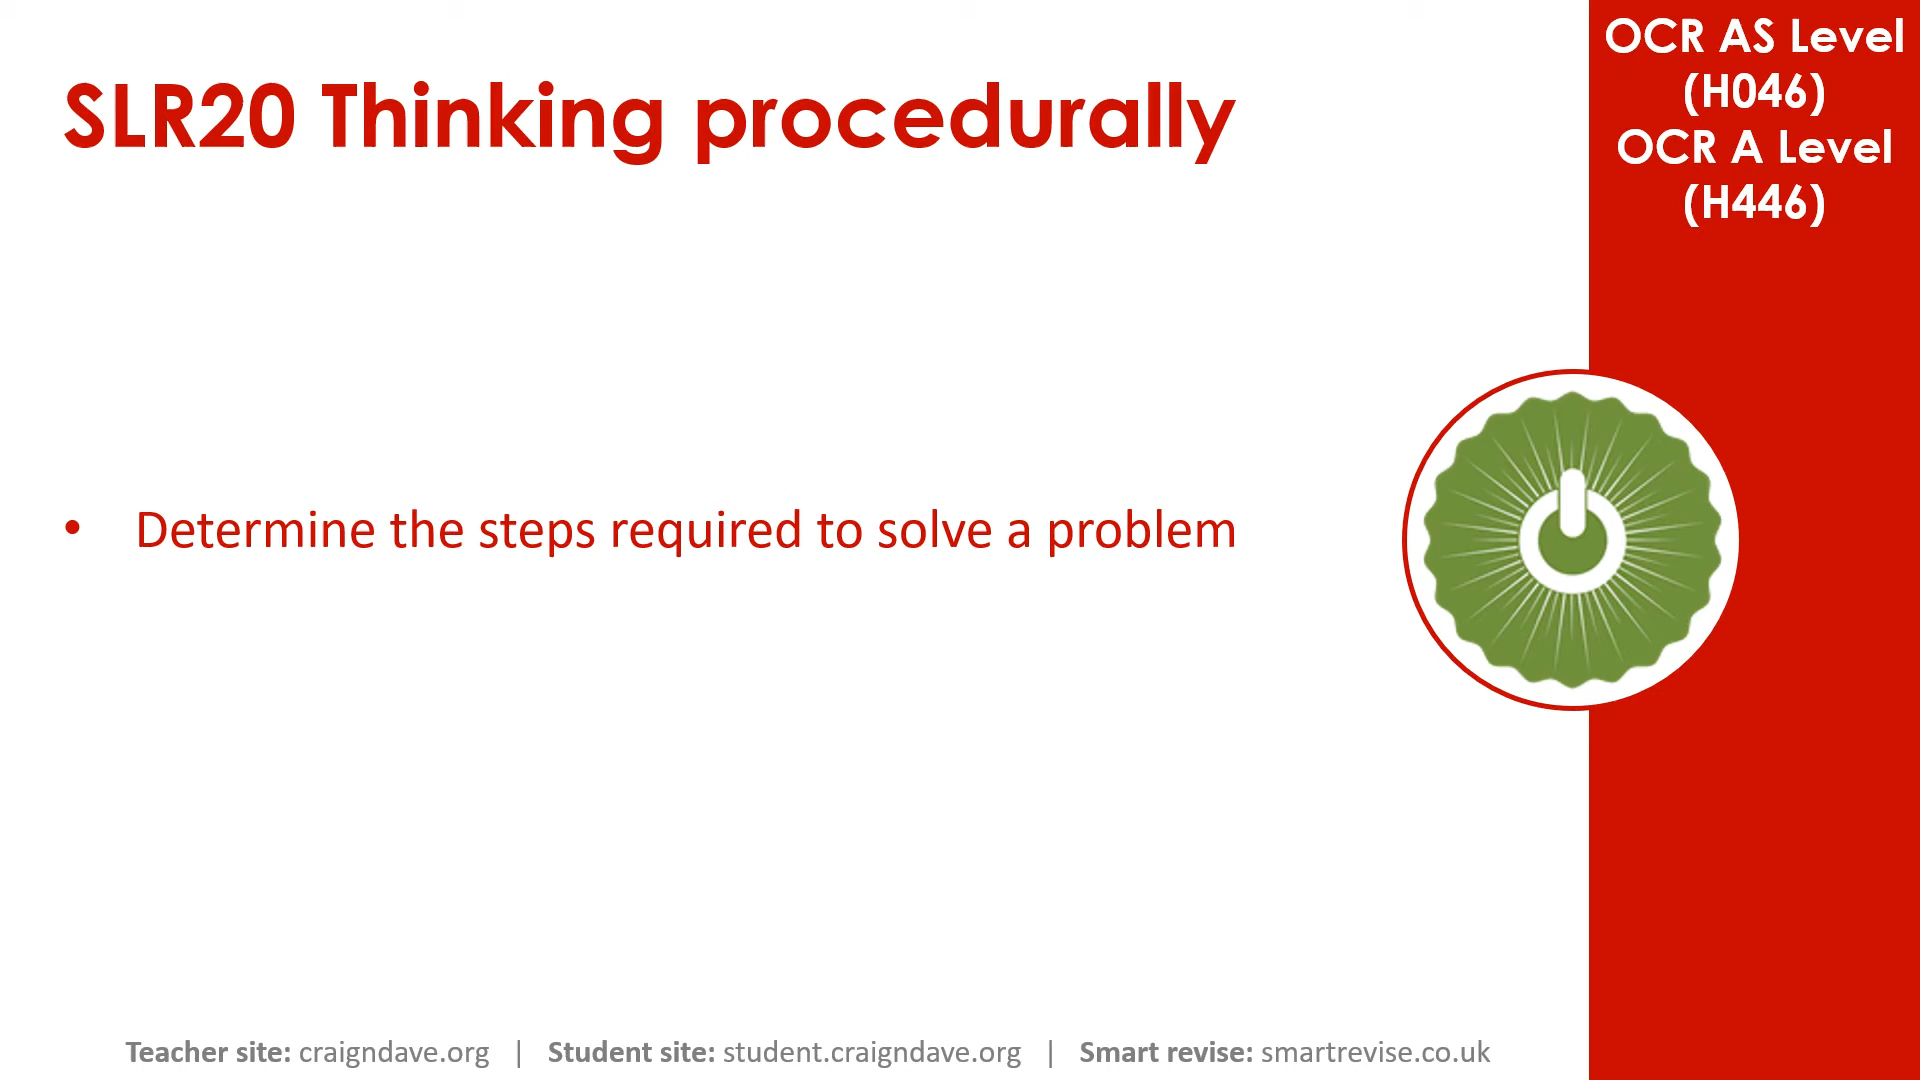 SLR20 Thinking procedurally
OCR AS Level
(H046)
OCR A Level
(H446)
• Determine the steps required to solve a problem
Teacher site: craigndave.org | Student site: student.craigndave.org | Smart revise: smartrevise.co.uk